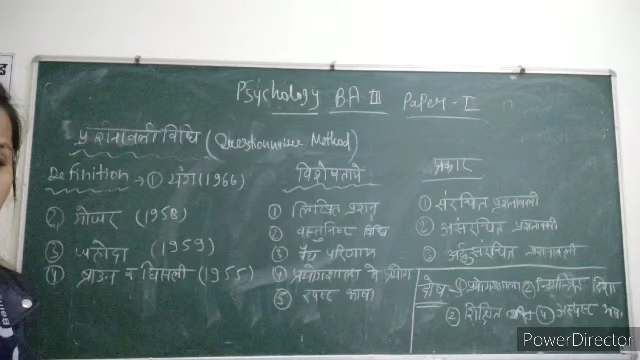 Psychology BA III Paper - I
प्रश्नावली विधि (Questionnaire Method)
Definition → ① यंग (1966)
② मोजर (1958)
③ जहोदा (1959)
④ ब्राउन व घिसली (1955)
विशेषतायें
① लिखित प्रश्न
② वस्तुनिष्ठ विधि
③ वैध परिणाम
④ प्रयोगशाला में प्रयोग
⑤ स्पष्ट भाषा
प्रकार
① संरचित प्रश्नावली
② असंरचित प्रश्नावली
③ अर्द्धसंरचित प्रश्नावली
दोष - ① प्रयोगशाला ② नियन्त्रित दिशा
② शिक्षित ④ अस्पष्ट भाषा
PowerDirector